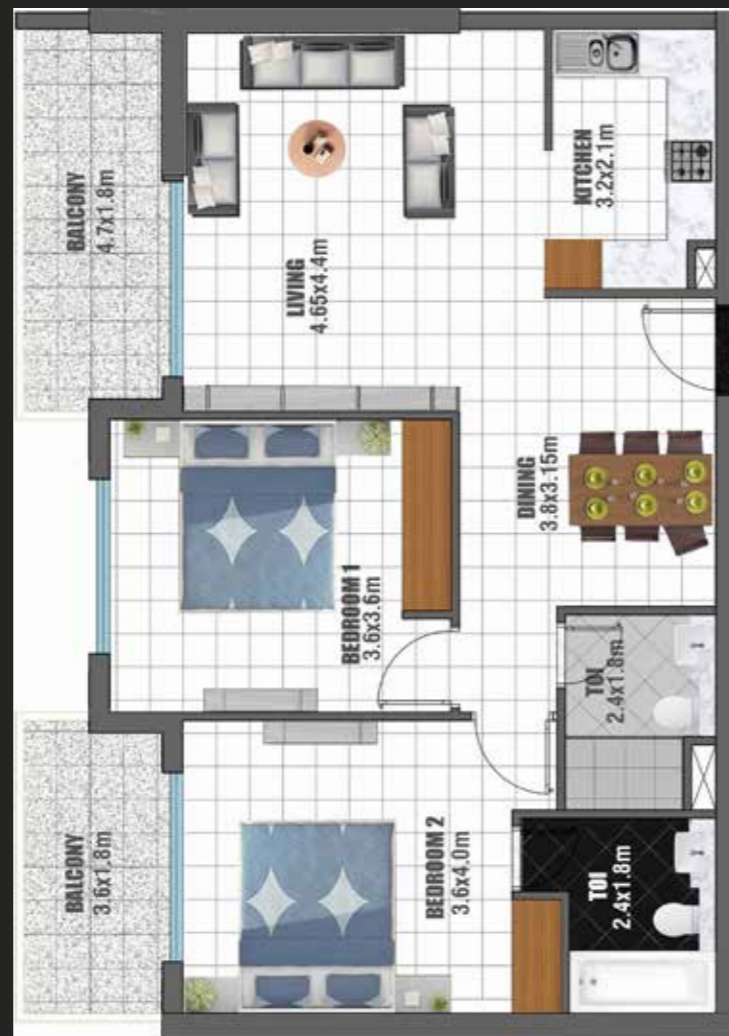 BALCONY
4.7x1.8m
LIVING
4.65x4.4m
KITCHEN
3.2x2.1m
DINING
3.8x3.15m
BEDROOM 1
3.6x3.6m
TOI
2.4x1.8m
BALCONY
3.6x1.8m
BEDROOM 2
3.6x4.0m
TOI
2.4x1.8m